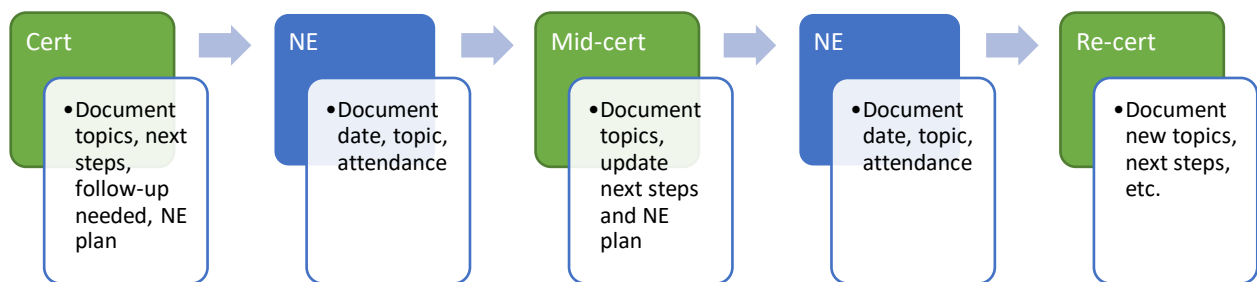 Cert
NE
Mid-cert
NE
Re-cert
•Document
topics, next
steps,
follow-up
needed, NE
plan
•Document
date, topic,
attendance
•Document
topics,
update
next steps
and NE
plan
•Document
date, topic,
attendance
•Document
new topics,
next steps,
etc.